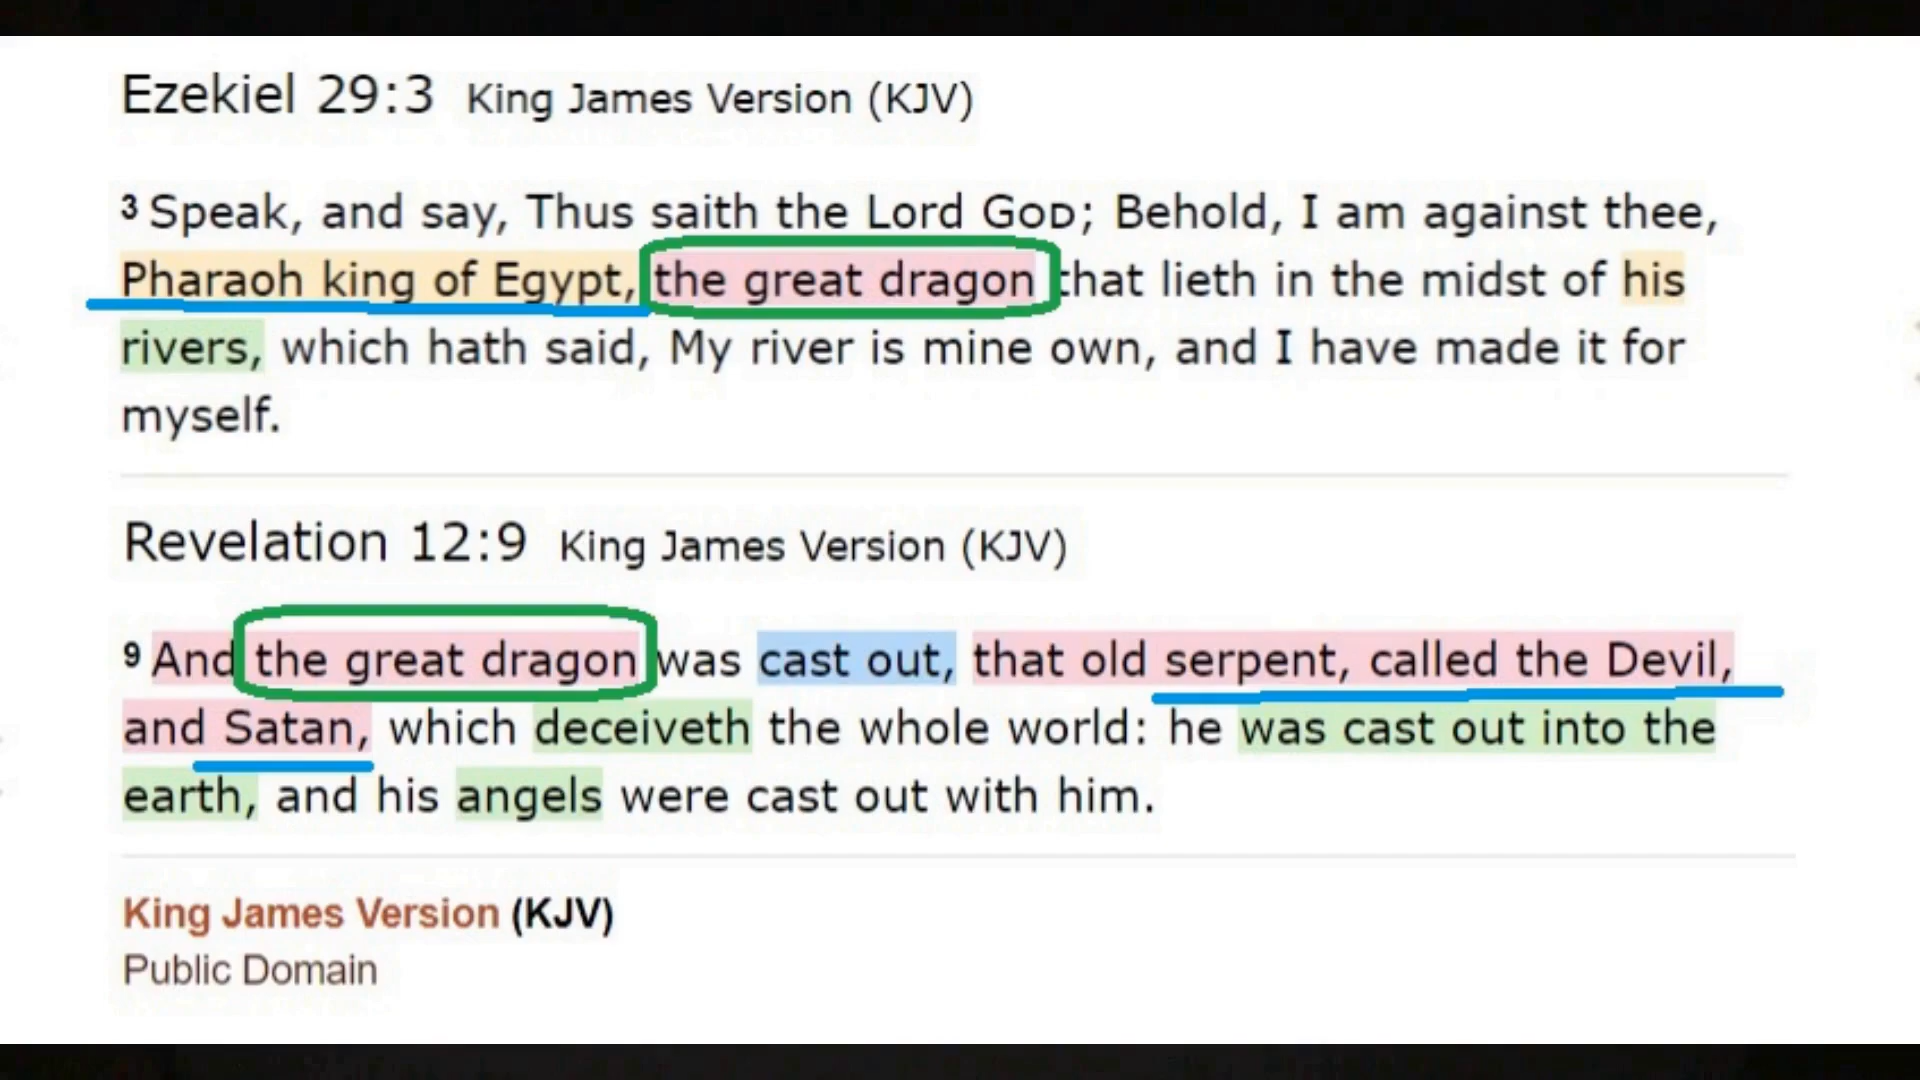 Ezekiel 29:3 King James Version (KJV)
3 Speak, and say, Thus saith the Lord GOD; Behold, I am against thee,
Pharaoh king of Egypt, the great dragon that lieth in the midst of his
rivers, which hath said, My river is mine own, and I have made it for
myself.
Revelation 12:9 King James Version (KJV)
9 And the great dragon was cast out, that old serpent, called the Devil,
and Satan, which deceiveth the whole world: he was cast out into the
earth, and his angels were cast out with him.
King James Version (KJV)
Public Domain